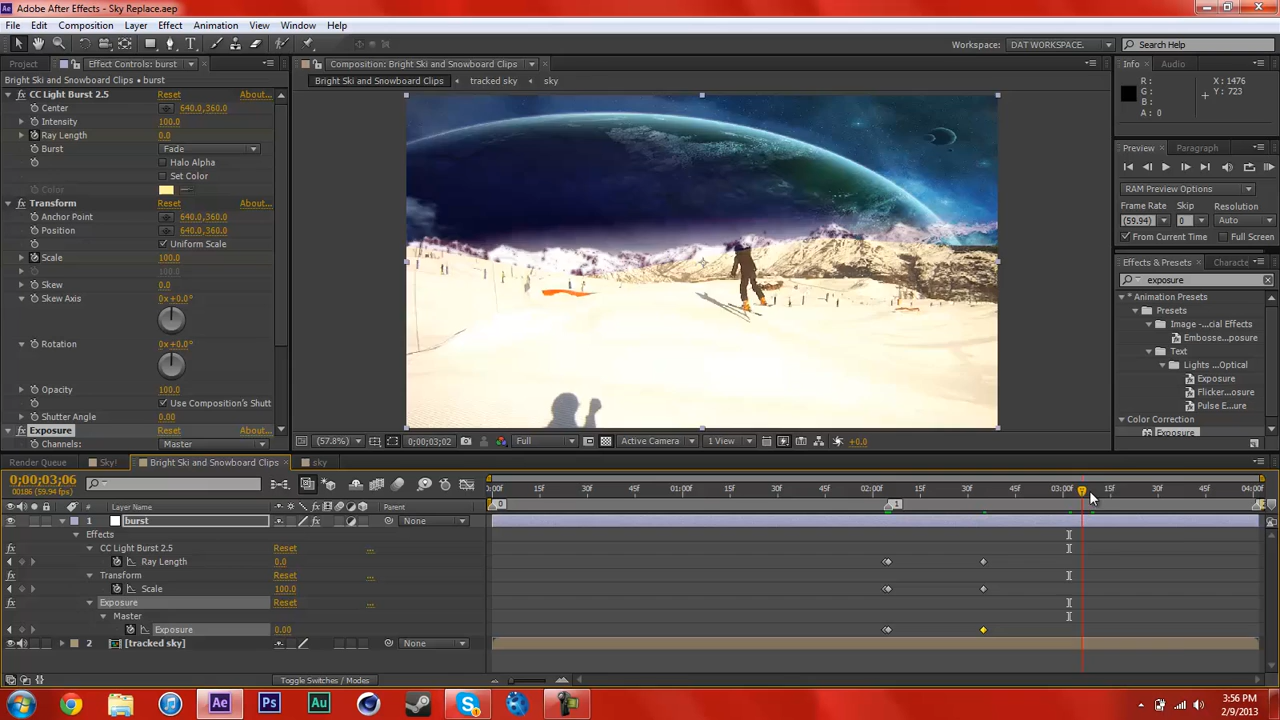 Adobe After Effects - Sky Replace.aep
File Edit Composition Layer Effect Animation View Window Help
Workspace: DAT WORKSPACE. Search Help
Project Effect Controls: burst
Bright Ski and Snowboard Clips • burst
CC Light Burst 2.5 Reset About...
Center 640.0,360.0
Intensity 100.0
Ray Length 0.0
Burst Fade
Halo Alpha
Set Color
Color
Transform Reset About...
Anchor Point 640.0,360.0
Position 640.0,360.0
Uniform Scale
Scale 100.0
100.0
Skew 0.0
Skew Axis 0x+0.0°
Rotation 0x+0.0°
Opacity 100.0
Use Composition's Shutt
Shutter Angle 0.00
Exposure Reset About...
Channels: Master
Composition: Bright Ski and Snowboard Clips
Bright Ski and Snowboard Clips tracked sky sky
(57.8%) 0;00;03;02 Full Active Camera 1 View +0.0
Info Audio
R: X : 1476
G: Y : 723
B:
A: 0
Preview Paragraph
RAM Preview Options
Frame Rate Skip Resolution
(59.94) 0 Auto
From Current Time Full Screen
Effects & Presets Characte
exposure
* Animation Presets
Presets
Image - ...cial Effects
Embosse...posure
Text
Lights ...Optical
Exposure
Flicker...osure
Pulse E...ure
Color Correction
Exposure
Render Queue Sky! Bright Ski and Snowboard Clips sky
0;00;03;06
00186 (59.94 fps)
# Layer Name Parent
:00f 15f 30f 45f 01:00f 15f 30f 45f 02:00f 15f 30f 45f 03:00f 15f 30f 45f 04:00f
0 1
1 burst None
Effects
CC Light Burst 2.5 Reset ...
Ray Length 0.0
Transform Reset ...
Scale 100.0
Exposure Reset ...
Master
Exposure 0.00
2 [tracked sky] None
Toggle Switches / Modes
Ae Ps Au
3:56 PM
2/9/2013